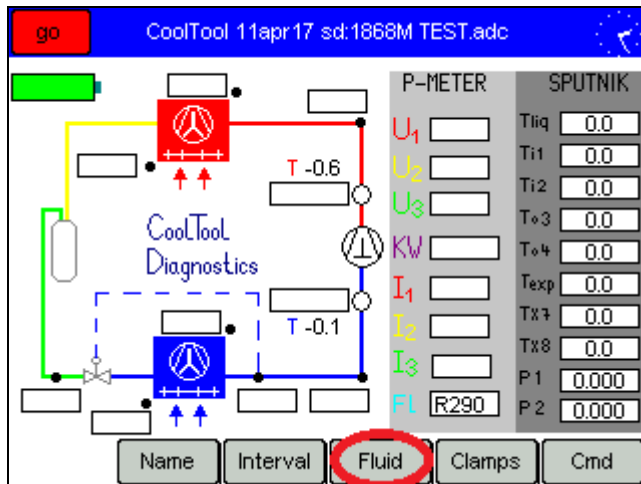 go
CoolTool 11apr17 sd:1868M TEST.adc
P-METER
SPUTNIK
T -0.6
CoolTool
Diagnostics
T -0.1
U1
U2
U3
KW
I1
I2
I3
Fl R290
Tliq 0.0
Ti1 0.0
Ti2 0.0
To3 0.0
To4 0.0
Texp 0.0
TX7 0.0
TX8 0.0
P1 0.000
P2 0.000
Name Interval Fluid Clamps Cmd